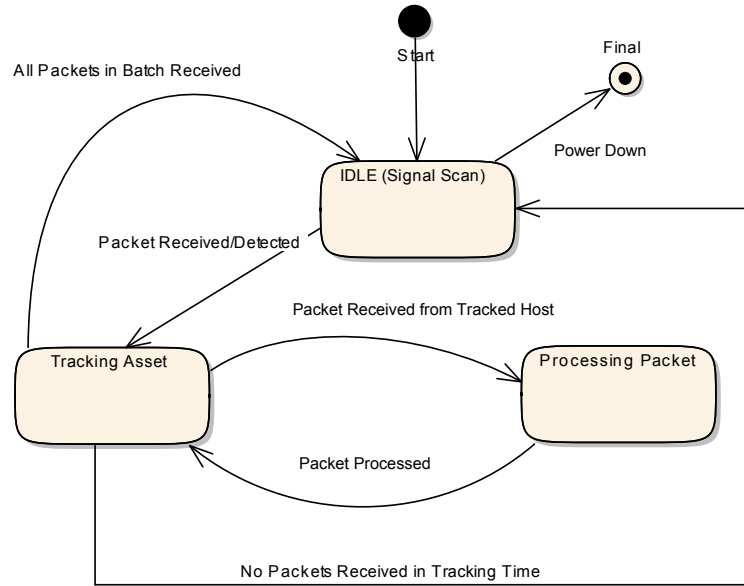 Start
Final
All Packets in Batch Received
Power Down
IDLE (Signal Scan)
Packet Received/Detected
Packet Received from Tracked Host
Tracking Asset
Processing Packet
Packet Processed
No Packets Received in Tracking Time